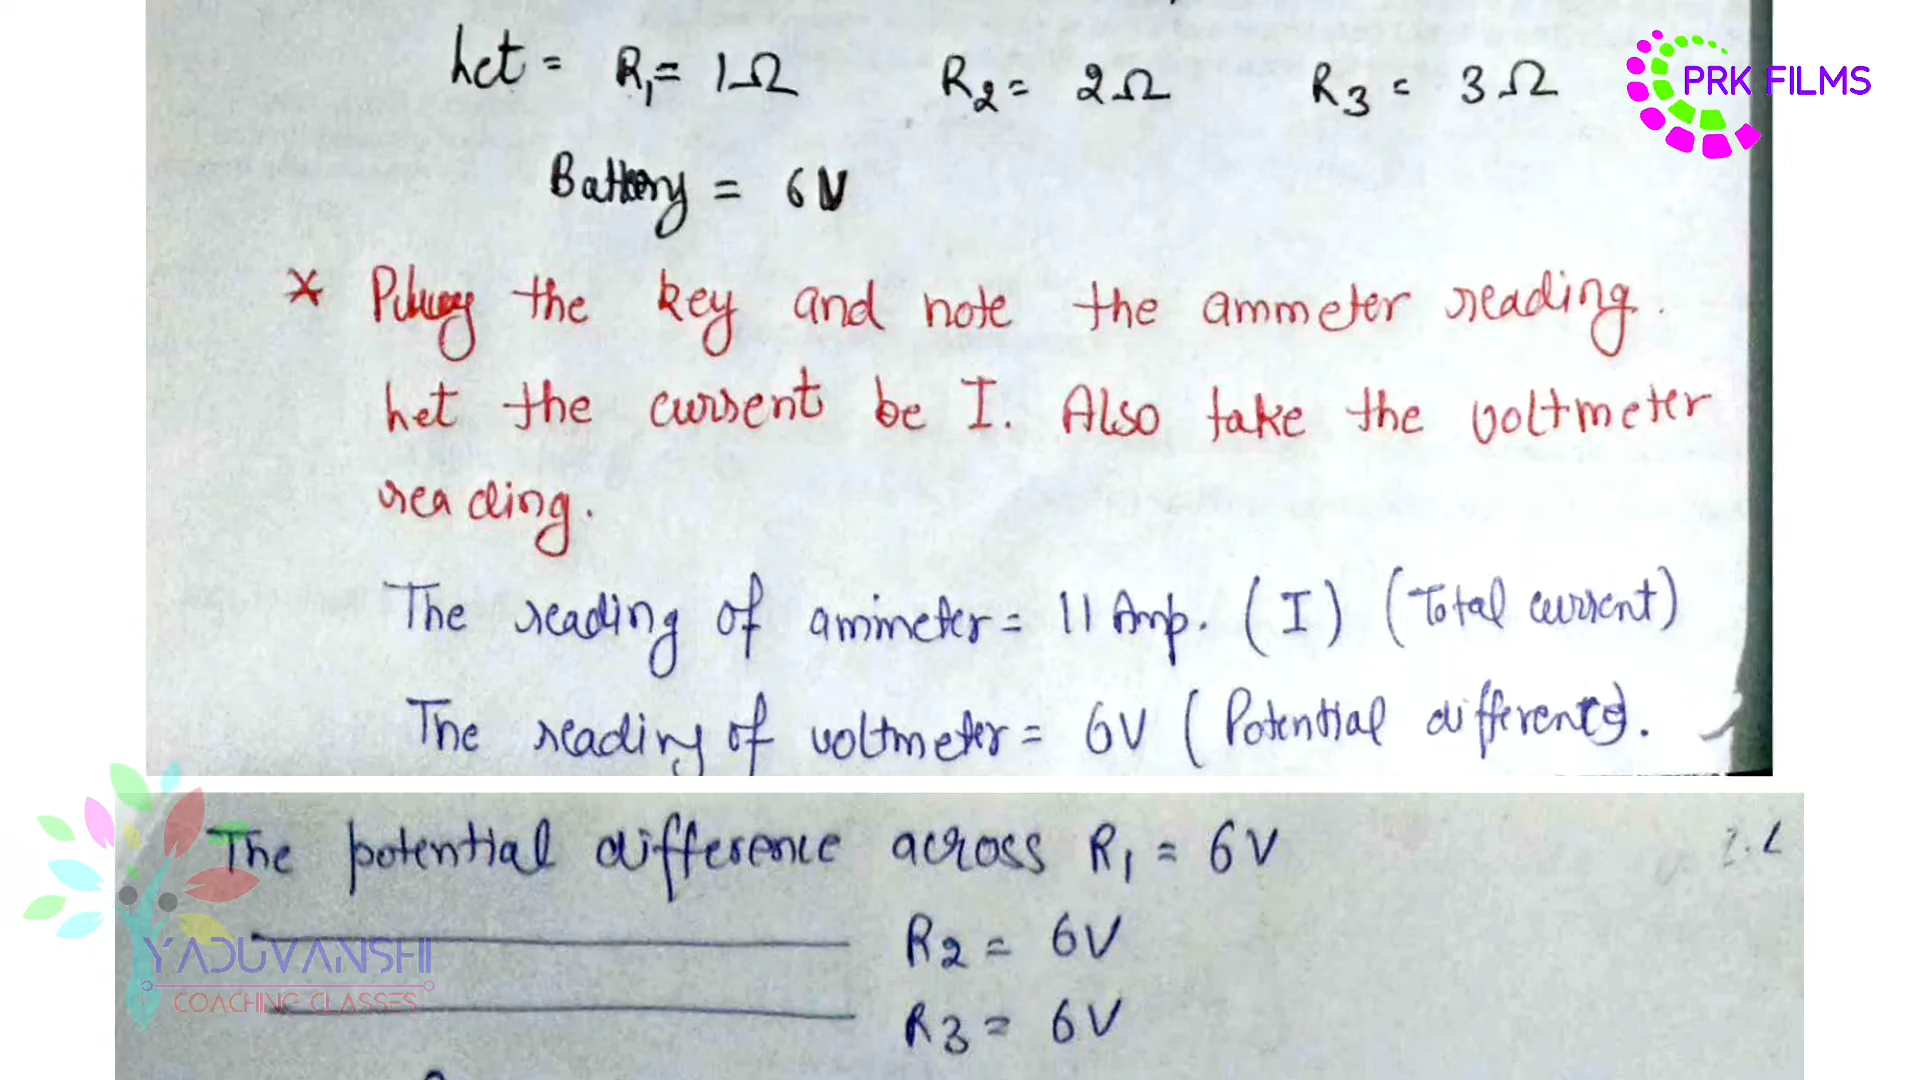 Let = R1 = 1Ω R2 = 2Ω R3 = 3Ω
PRK FILMS
Battery = 6V
* the key and note the ammeter reading.
Let the current be I. Also take the voltmeter
reading.
The reading of ammeter = 11 Amp. (I) (Total current)
The reading of voltmeter = 6V (Potential difference).
The potential difference across R1 = 6V
R2 = 6V
R3 = 6V
YADUVANSHI
COACHING CLASSES